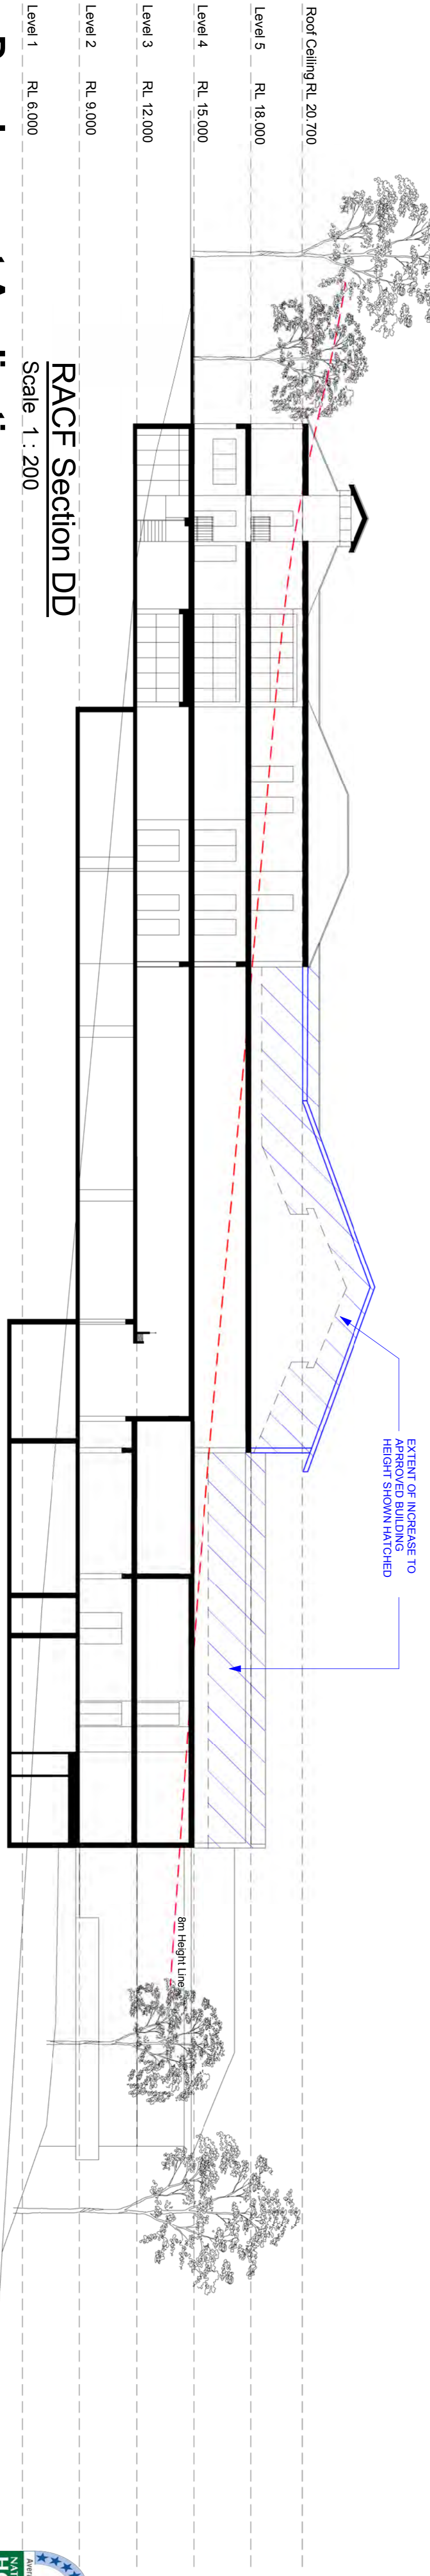 Roof Ceiling RL 20.700
Level 5 RL 18.000
Level 4 RL 15.000
Level 3 RL 12.000
Level 2 RL 9.000
Level 1 RL 6.000
EXTENT OF INCREASE TO
APRROVED BUILDING
HEIGHT SHOWN HATCHED
8m Height Line
RACF Section DD
Scale 1 : 200